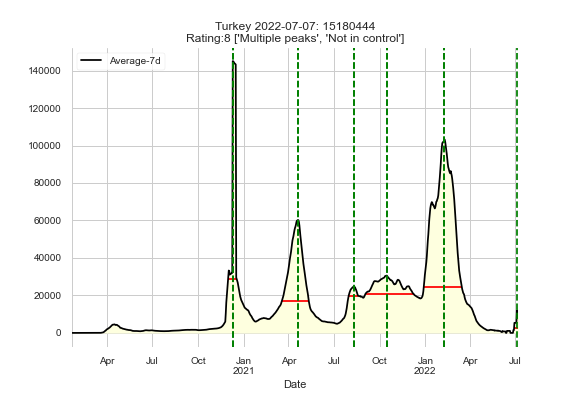 Turkey 2022-07-07: 15180444
Rating:8 ['Multiple peaks', 'Not in control']
Average-7d
140000
120000
100000
80000
60000
40000
20000
0
Apr Jul Oct Jan Apr Jul Oct Jan Apr Jul
2021 2022
Date